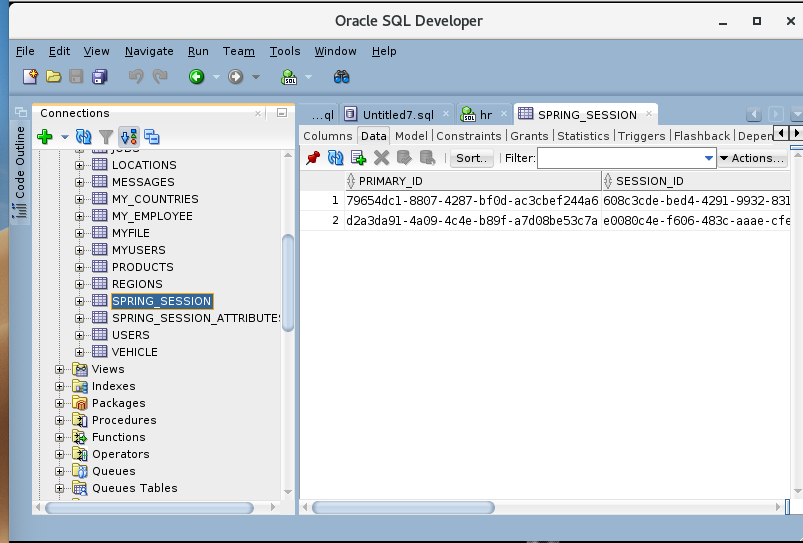 Oracle SQL Developer
File Edit View Navigate Run Team Tools Window Help
Code Outline
Connections
LOCATIONS
MESSAGES
MY_COUNTRIES
MY_EMPLOYEE
MYFILE
MYUSERS
PRODUCTS
REGIONS
SPRING_SESSION
SPRING_SESSION_ATTRIBUTES
USERS
VEHICLE
Views
Indexes
Packages
Procedures
Functions
Operators
Queues
Queues Tables
...ql Untitled7.sql hr SPRING_SESSION
Columns Data Model Constraints Grants Statistics Triggers Flashback Depen
Sort.. Filter: Actions...
PRIMARY_ID SESSION_ID
1 79654dc1-8807-4287-bf0d-ac3cbef244a6 608c3cde-bed4-4291-9932-831
2 d2a3da91-4a09-4c4e-b89f-a7d08be53c7a e0080c4e-f606-483c-aaae-cfe